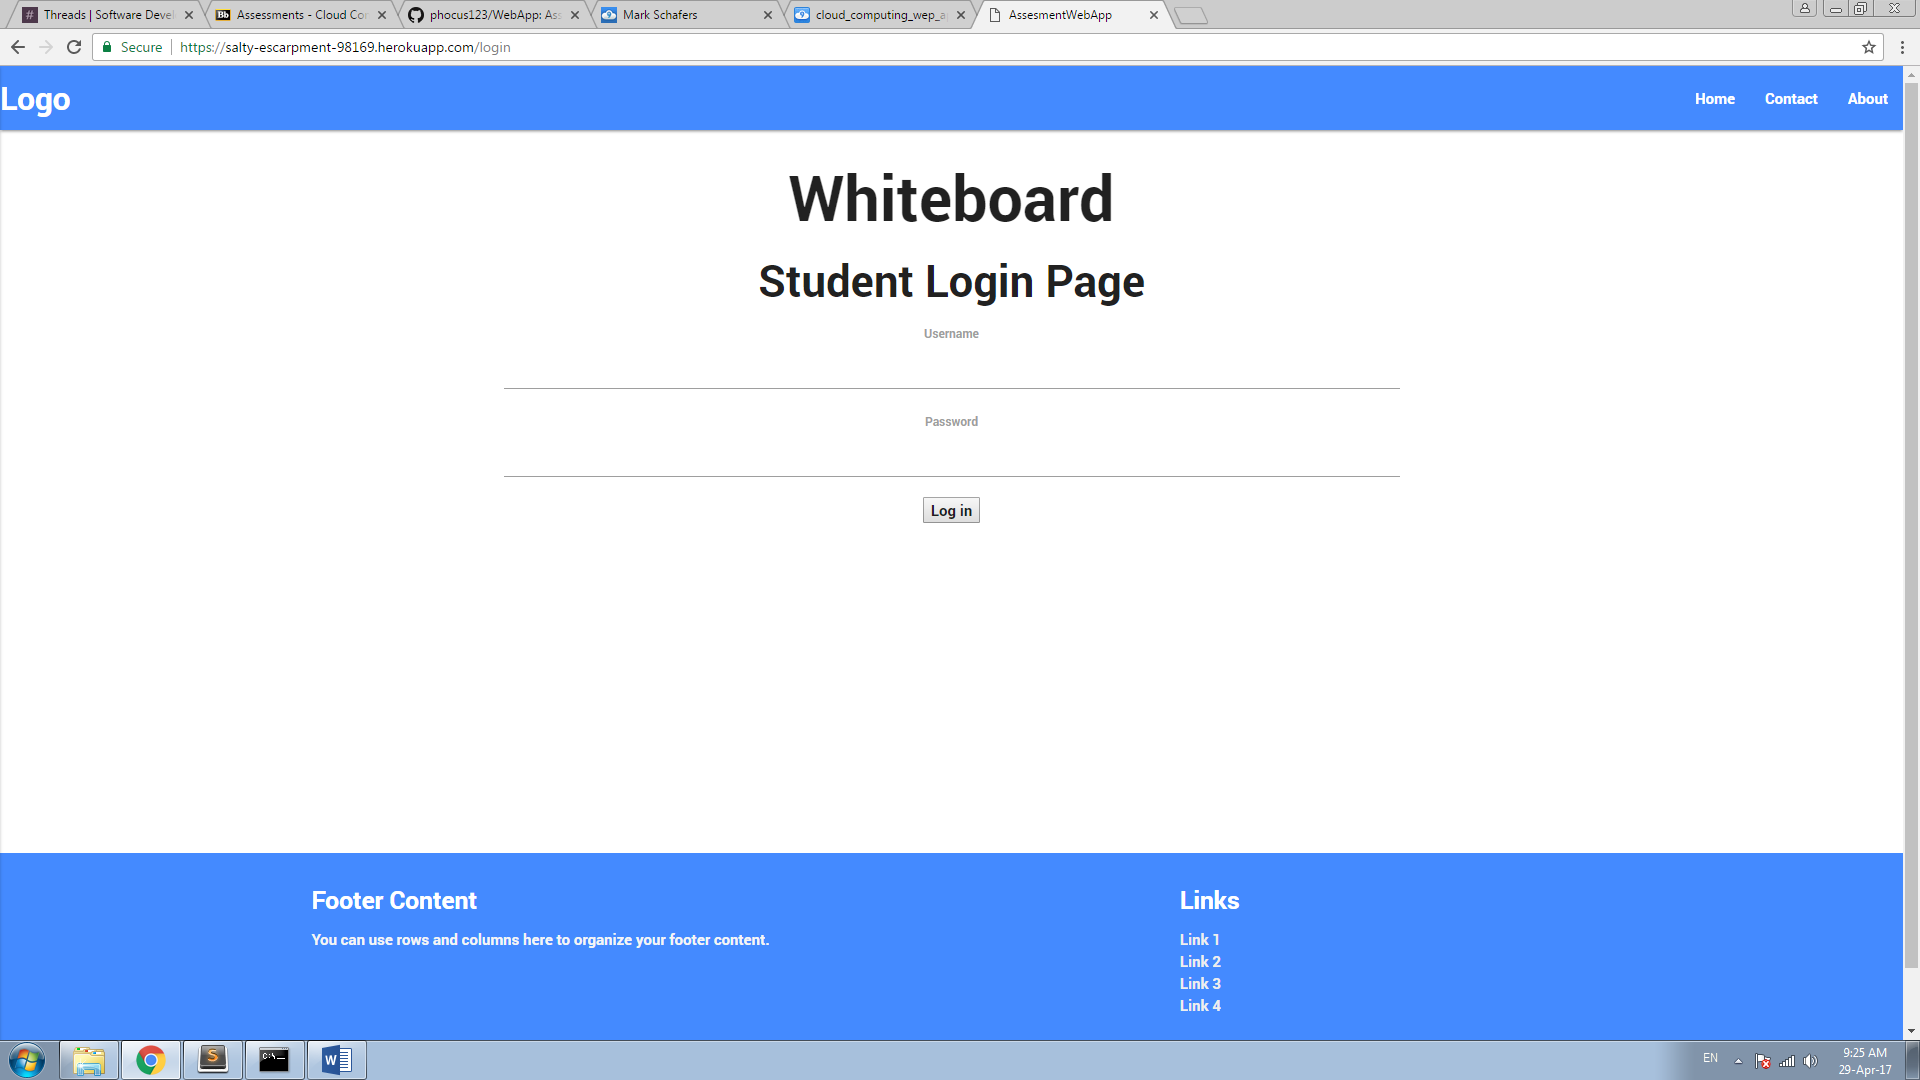 Threads | Software Devel
Assessments - Cloud Co
phocus123/WebApp: As
Mark Schafers
cloud_computing_wep_a
AssesmentWebApp
Secure
https://salty-escarpment-98169.herokuapp.com/login
Logo
Home
Contact
About
Whiteboard
Student Login Page
Username
Password
Log in
Footer Content
You can use rows and columns here to organize your footer content.
Links
Link 1
Link 2
Link 3
Link 4
EN
9:25 AM
29-Apr-17